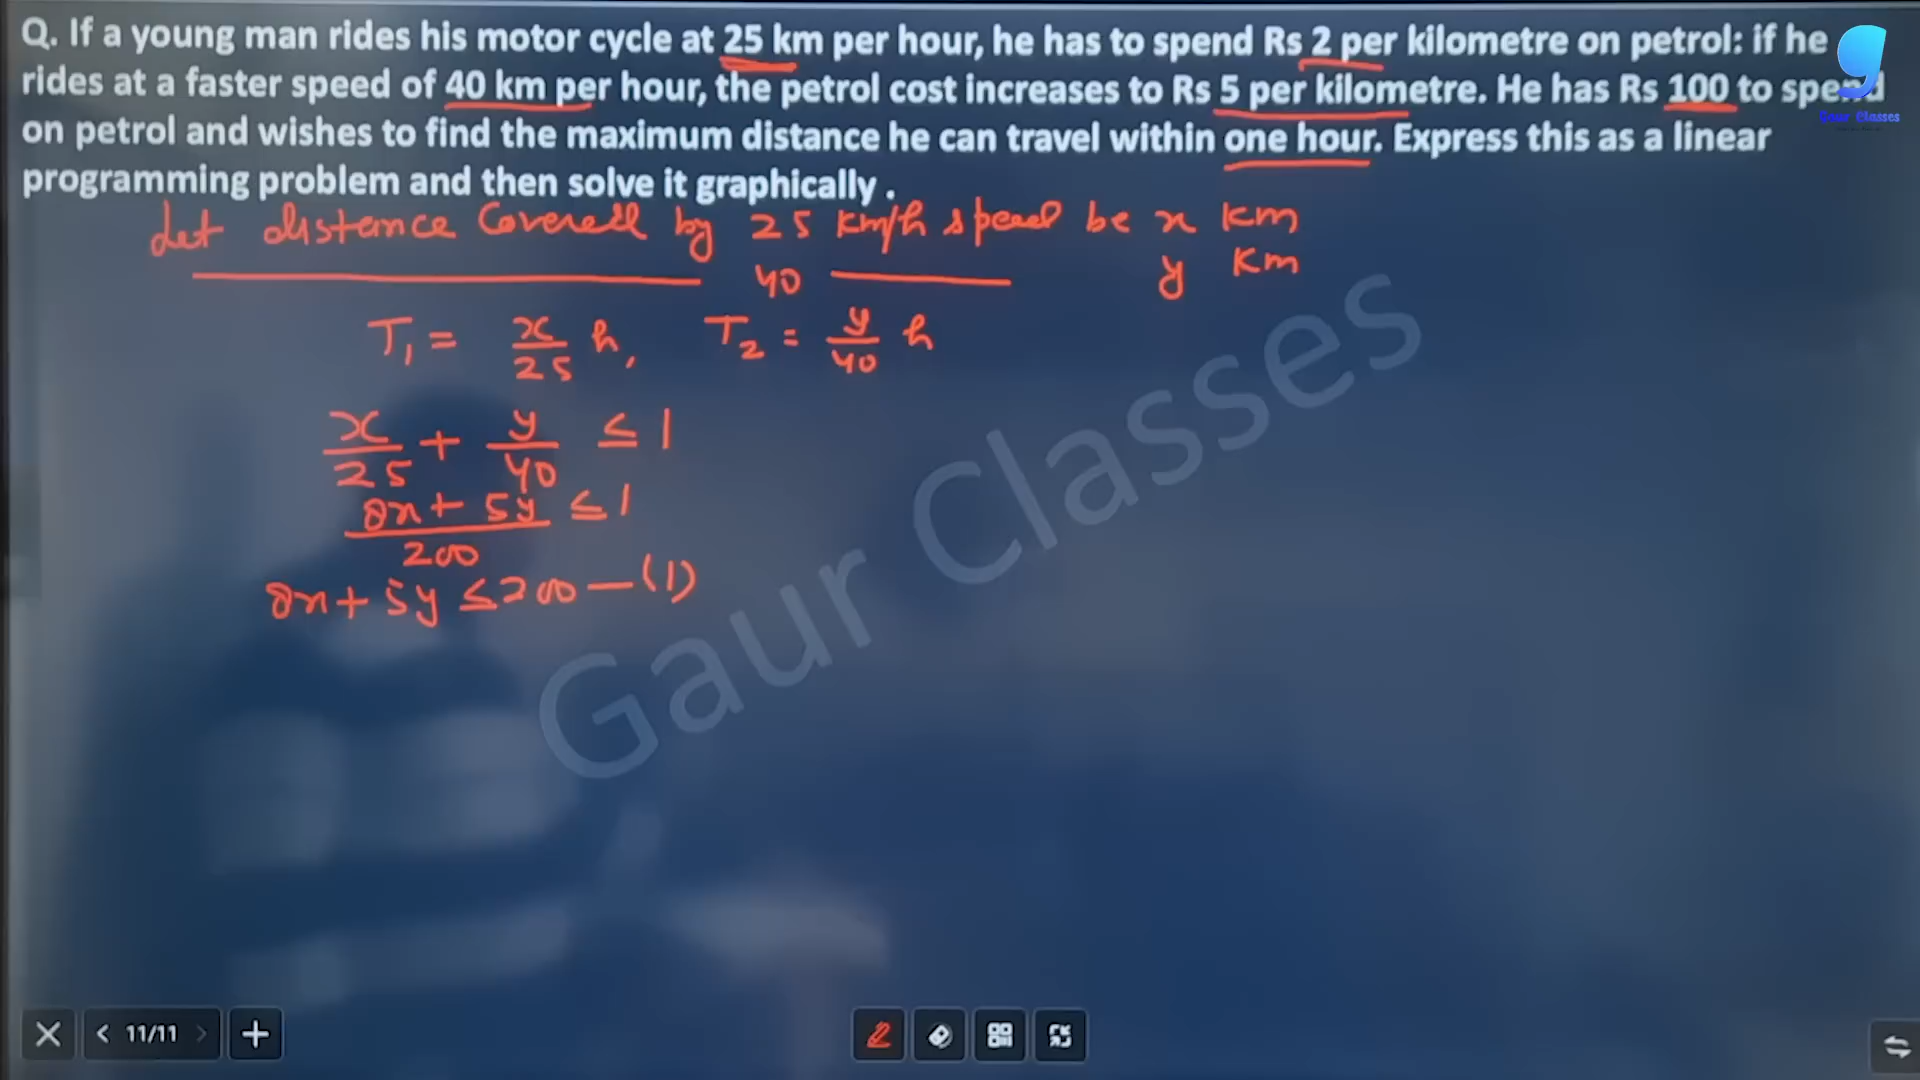 Q. If a young man rides his motor cycle at 25 km per hour, he has to spend Rs 2 per kilometre on petrol: if he
rides at a faster speed of 40 km per hour, the petrol cost increases to Rs 5 per kilometre. He has Rs 100 to spend
on petrol and wishes to find the maximum distance he can travel within one hour. Express this as a linear
programming problem and then solve it graphically .
Gaur Classes
Let distance covered by 25 km/h speed be x km
40 y km
T₁ = x/25 h, T₂ = y/40 h
x/25 + y/40 ≤ 1
8x + 5y/200 ≤ 1
8x + 5y ≤ 200 — (1)
Gaur Classes
11/11